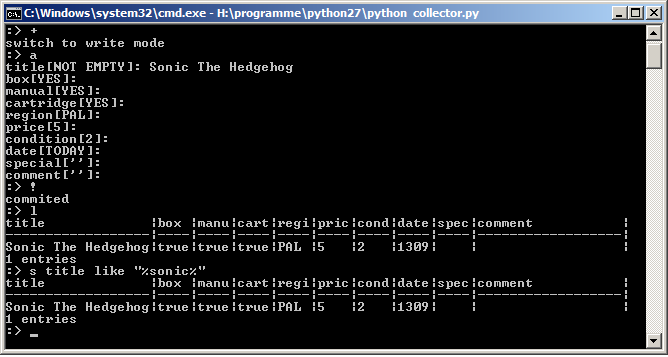 C:\Windows\system32\cmd.exe - H:\programme\python27\python collector.py
:> +
switch to write mode
:> a
title[NOT EMPTY]: Sonic The Hedgehog
box[YES]:
manual[YES]:
cartridge[YES]:
region[PAL]:
price[5]:
condition[2]:
date[TODAY]:
special['']:
comment['']:
:> !
commited
:> l
title             ¦box ¦manu¦cart¦regi¦pric¦cond¦date¦spec¦comment           ¦
------------------¦----¦----¦----¦----¦----¦----¦----¦----¦------------------¦
Sonic The Hedgehog¦true¦true¦true¦PAL ¦5   ¦2   ¦1309¦    ¦                  ¦
1 entries
:> s title like "%sonic%"
title             ¦box ¦manu¦cart¦regi¦pric¦cond¦date¦spec¦comment           ¦
------------------¦----¦----¦----¦----¦----¦----¦----¦----¦------------------¦
Sonic The Hedgehog¦true¦true¦true¦PAL ¦5   ¦2   ¦1309¦    ¦                  ¦
1 entries
:> _